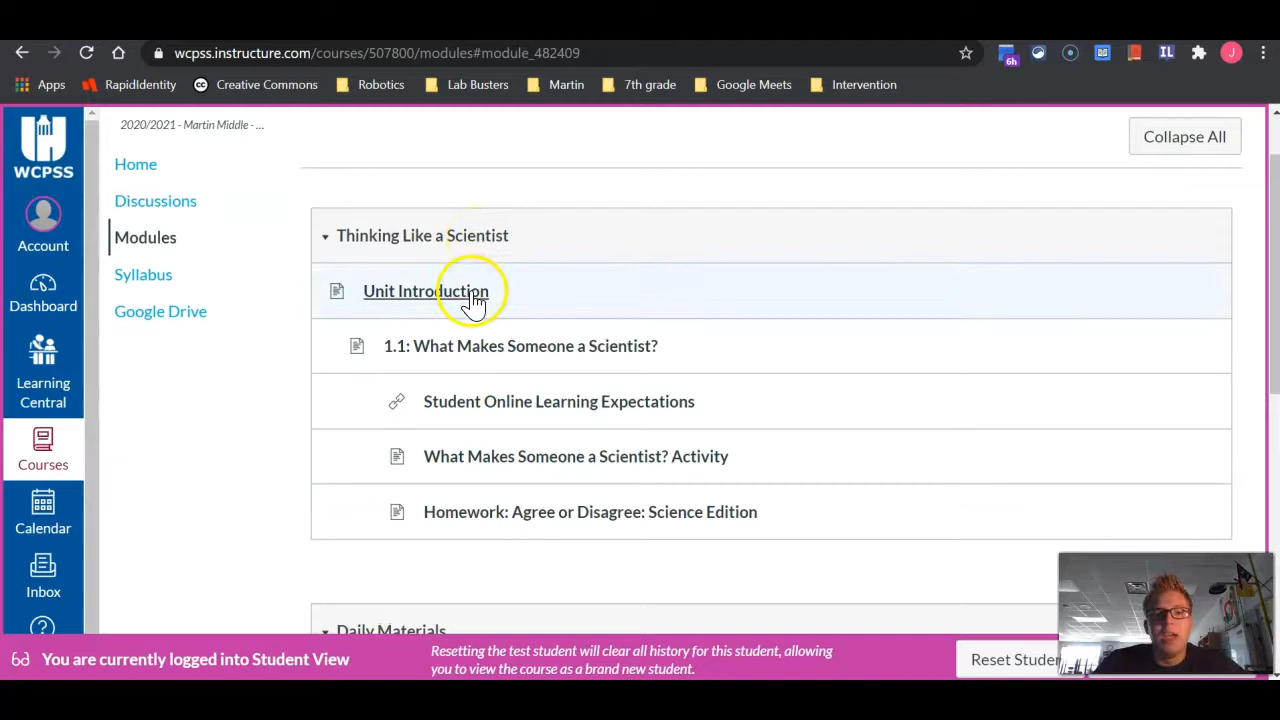 wcpss.instructure.com/courses/507800/modules#module_482409
6h
IL
J
Apps
RapidIdentity
cc
Creative Commons
Robotics
Lab Busters
Martin
7th grade
Google Meets
Intervention
WCPSS
Account
Dashboard
Learning
Central
Courses
Calendar
Inbox
?
2020/2021 - Martin Middle - ...
Home
Discussions
Modules
Syllabus
Google Drive
Collapse All
Thinking Like a Scientist
Unit Introduction
1.1: What Makes Someone a Scientist?
Student Online Learning Expectations
What Makes Someone a Scientist? Activity
Homework: Agree or Disagree: Science Edition
Daily Materials
You are currently logged into Student View
Resetting the test student will clear all history for this student, allowing
you to view the course as a brand new student.
Reset Studen